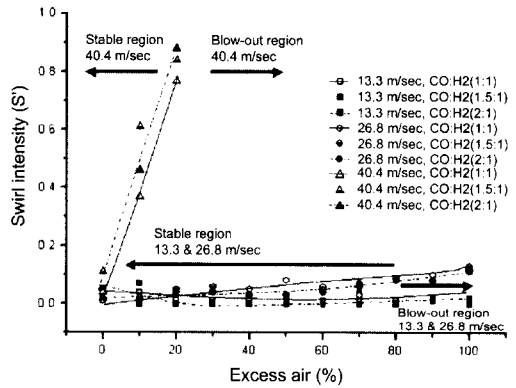 Stable region
40.4 m/sec
Blow-out region
40.4 m/sec
1 0
0 8
0 6
0 4
0 2
0 0
Swirl intensity (S')
13.3 m/sec, CO:H2(1:1)
13.3 m/sec, CO:H2(1.5:1)
13.3 m/sec, CO:H2(2:1)
26.8 m/sec, CO:H2(1:1)
26.8 m/sec, CO:H2(1.5:1)
26.8 m/sec, CO:H2(2:1)
40.4 m/sec, CO:H2(1:1)
40.4 m/sec, CO:H2(1.5:1)
40.4 m/sec, CO:H2(2:1)
Stable region
13.3 & 26.8 m/sec
Blow-out region
13.3 & 26.8 m/sec
0 20 40 60 80 100
Excess air (%)